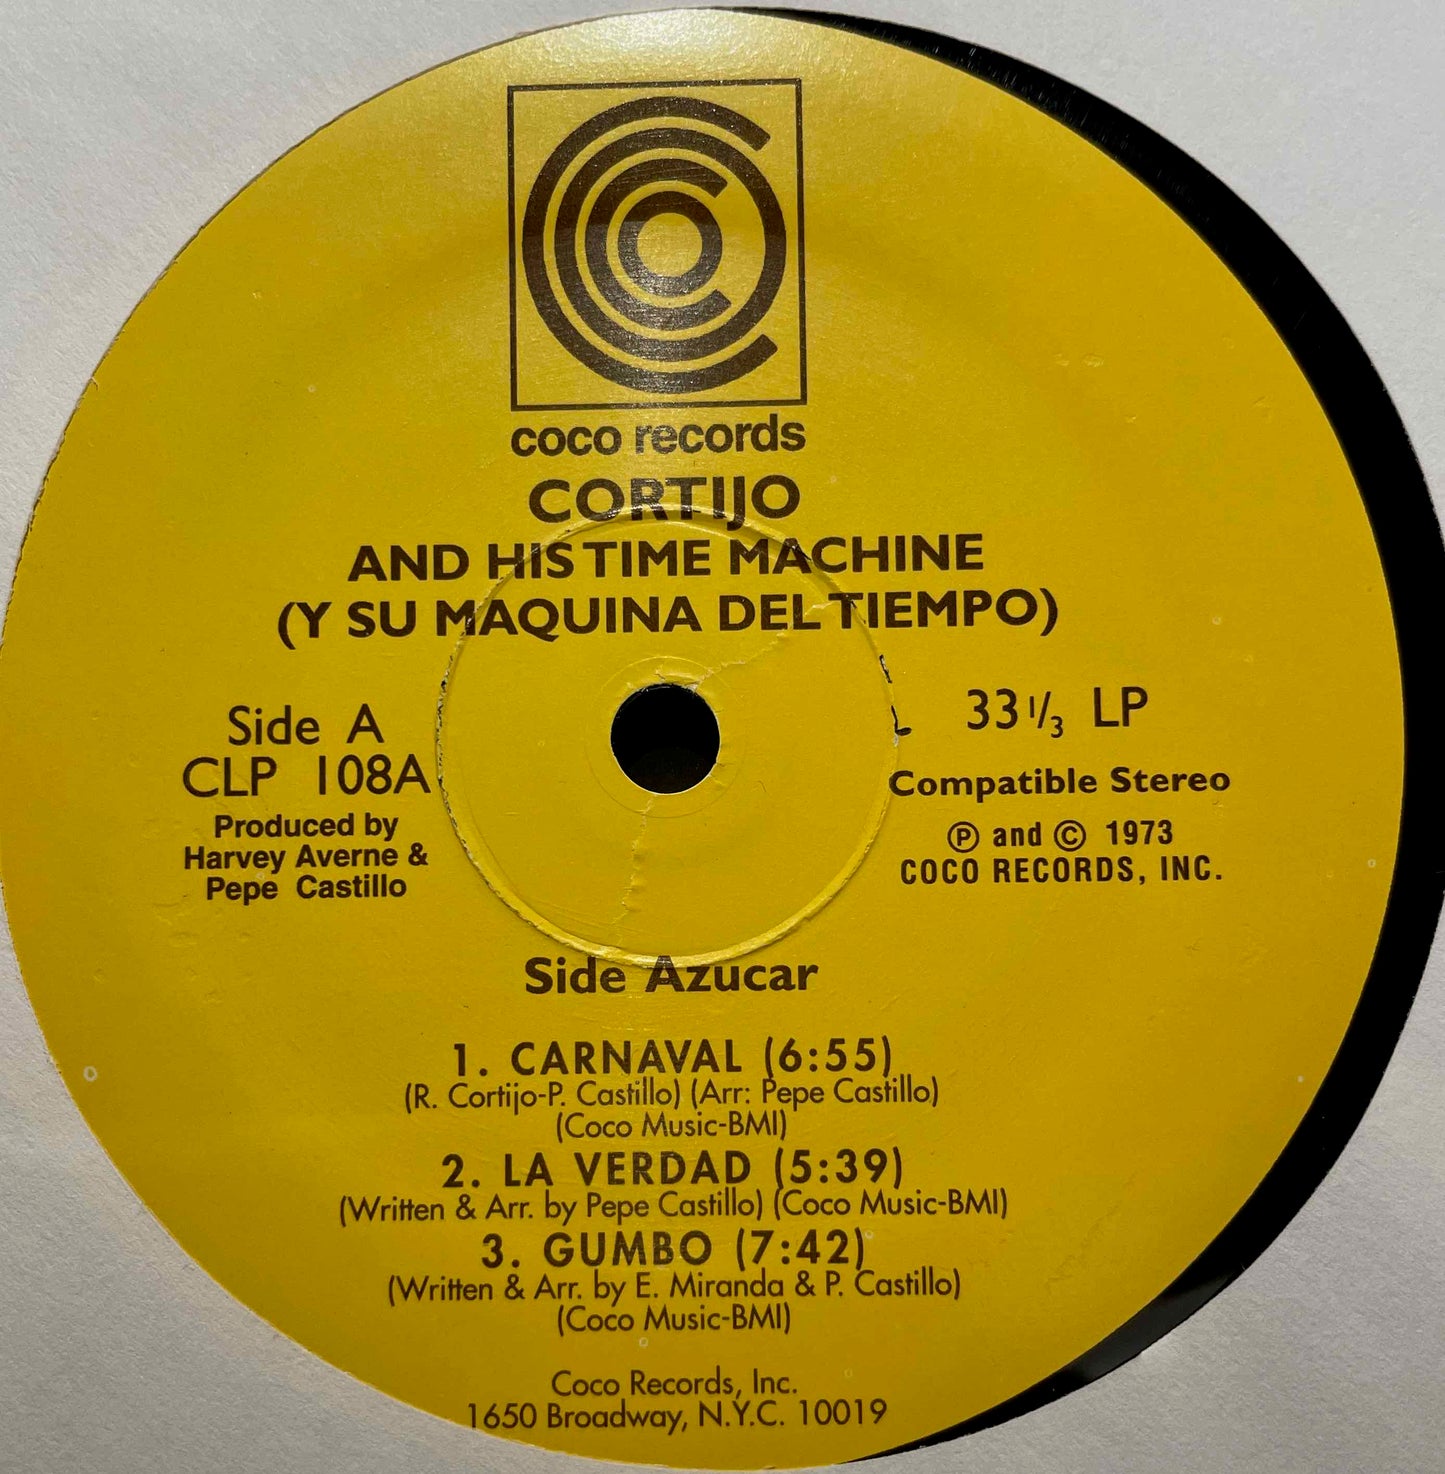 coco records
CORTIJO
AND HIS TIME MACHINE
(Y SU MAQUINA DEL TIEMPO)
Side A
CLP 108A
Produced by
Harvey Averne &
Pepe Castillo
33 1/3 LP
Compatible Stereo
℗ and © 1973
COCO RECORDS, INC.
Side Azucar
1. CARNAVAL (6:55)
(R. Cortijo-P. Castillo) (Arr: Pepe Castillo)
(Coco Music-BMI)
2. LA VERDAD (5:39)
(Written & Arr. by Pepe Castillo) (Coco Music-BMI)
3. GUMBO (7:42)
(Written & Arr. by E. Miranda & P. Castillo)
(Coco Music-BMI)
Coco Records, Inc.
1650 Broadway, N.Y.C. 10019